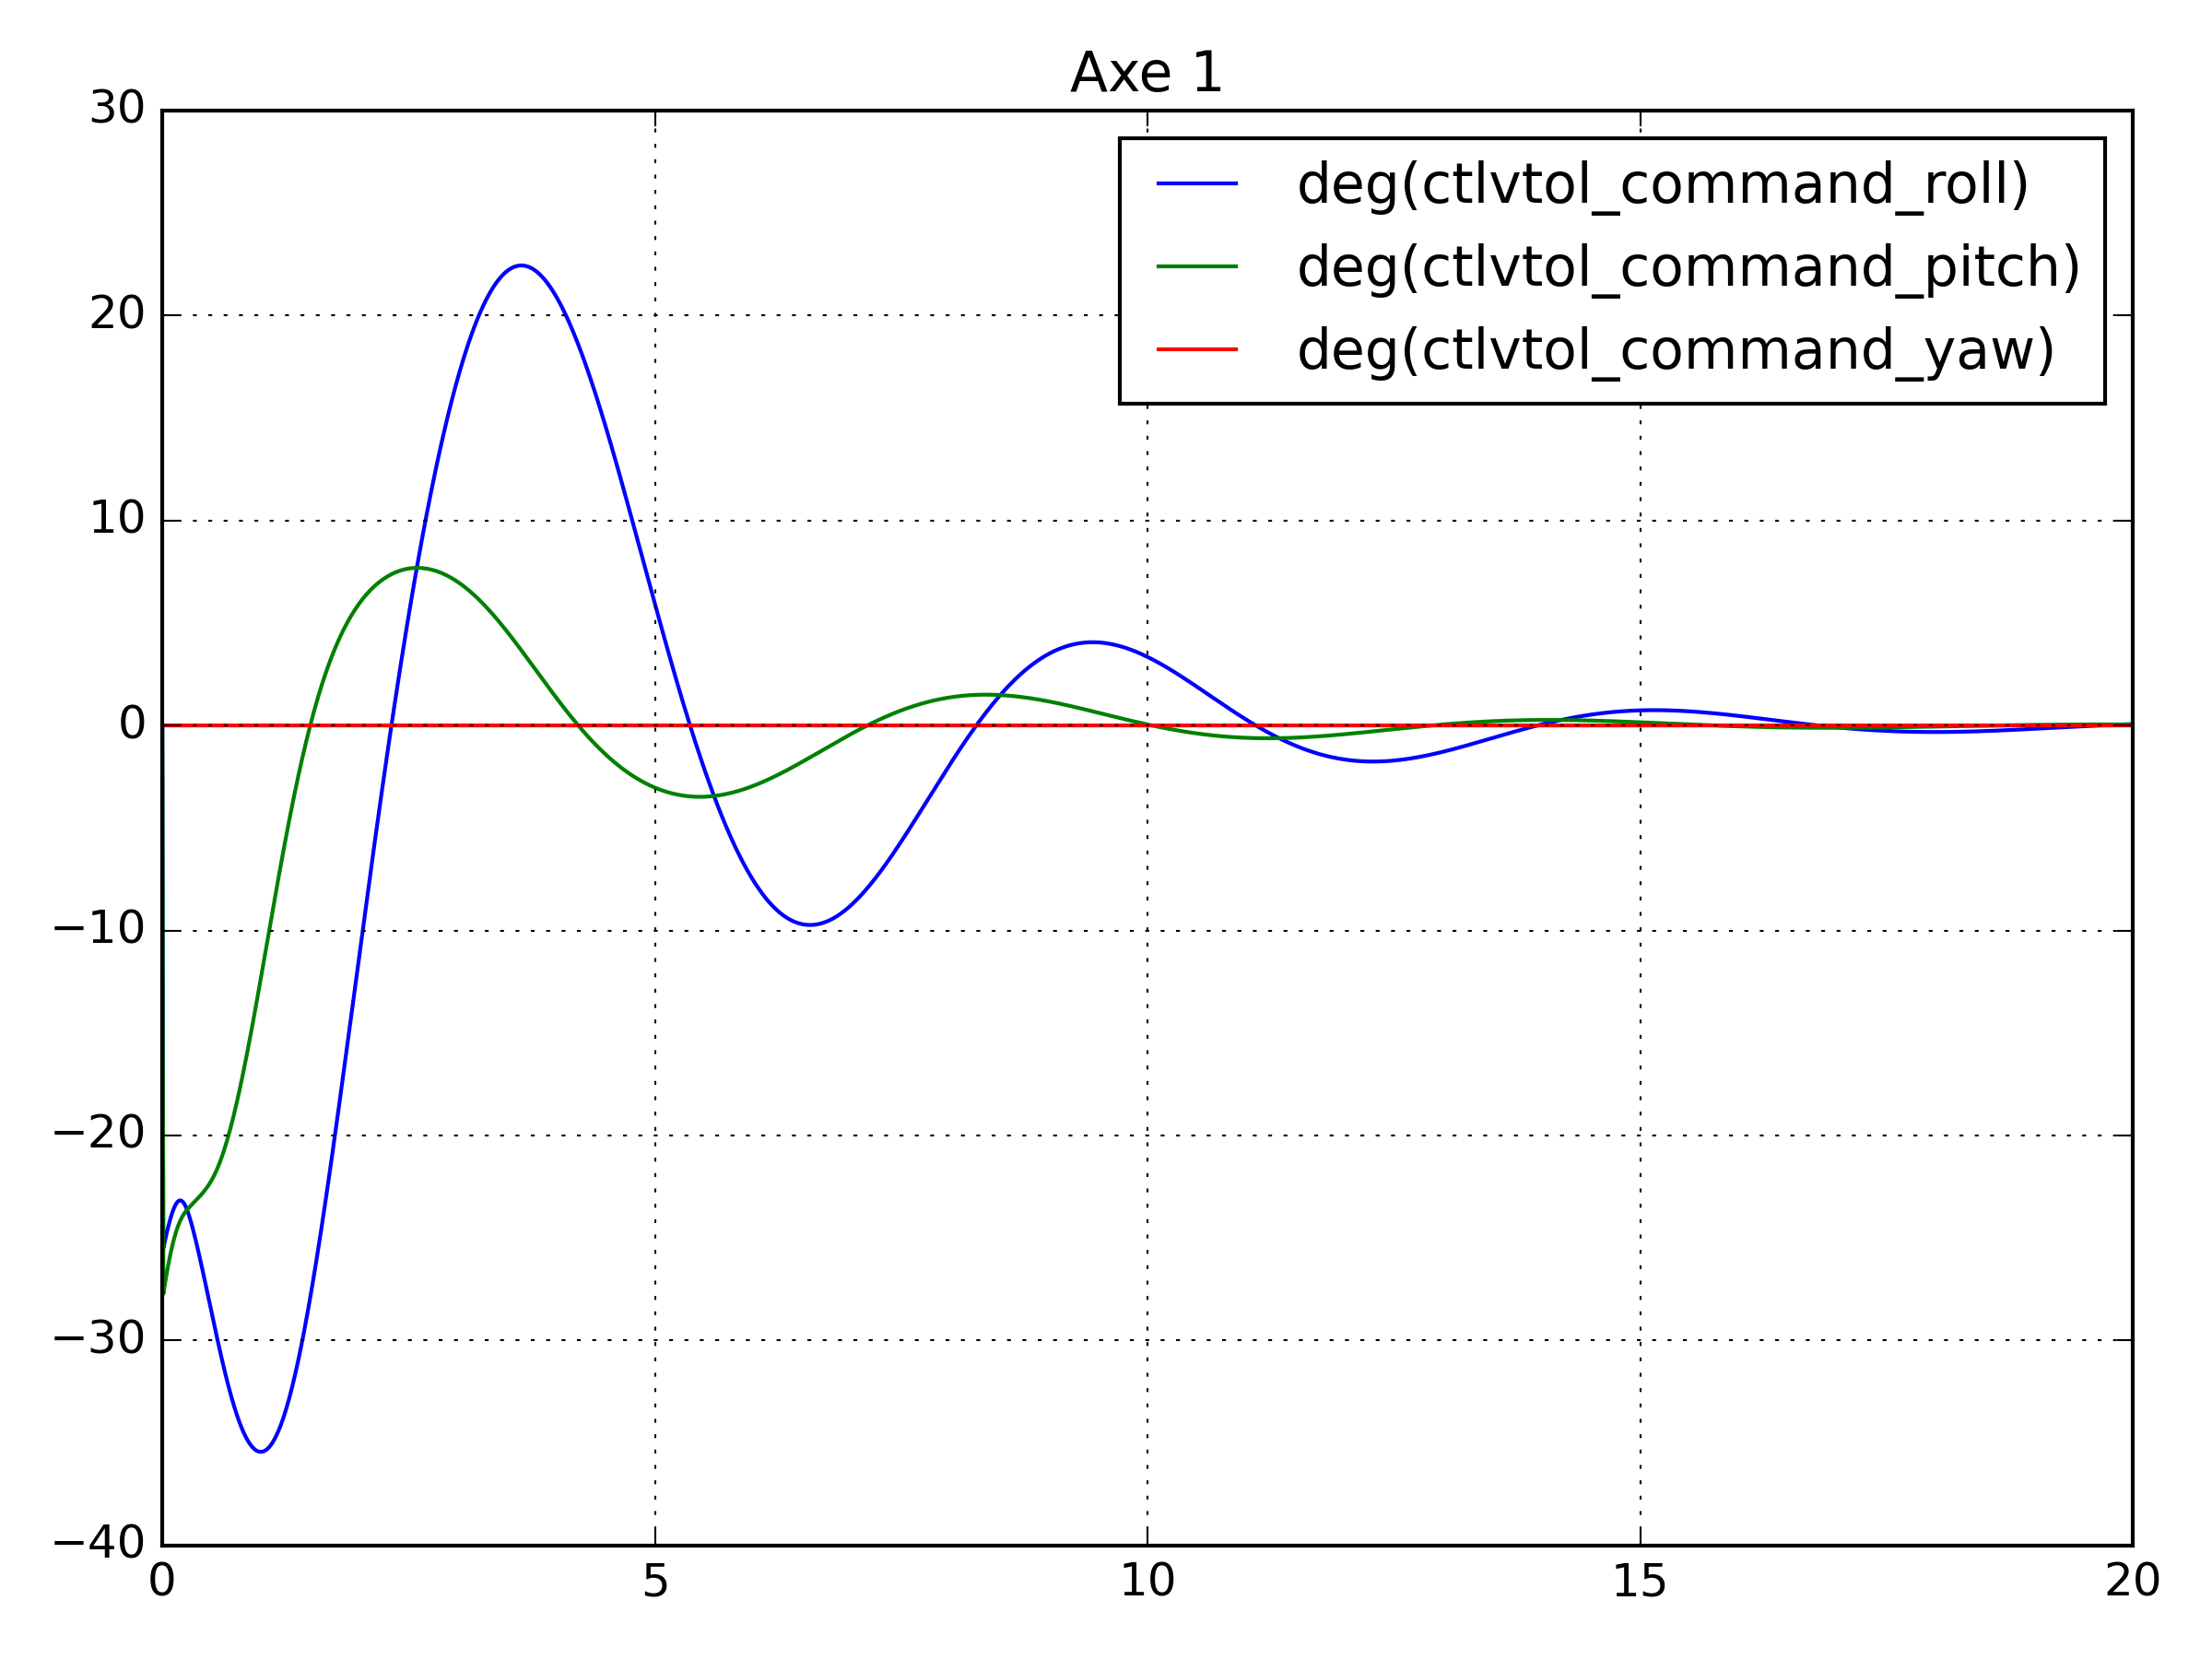 Axe 1
30
20
10
0
−10
−20
−30
−40
0 5 10 15 20
deg(ctlvtol_command_roll)
deg(ctlvtol_command_pitch)
deg(ctlvtol_command_yaw)